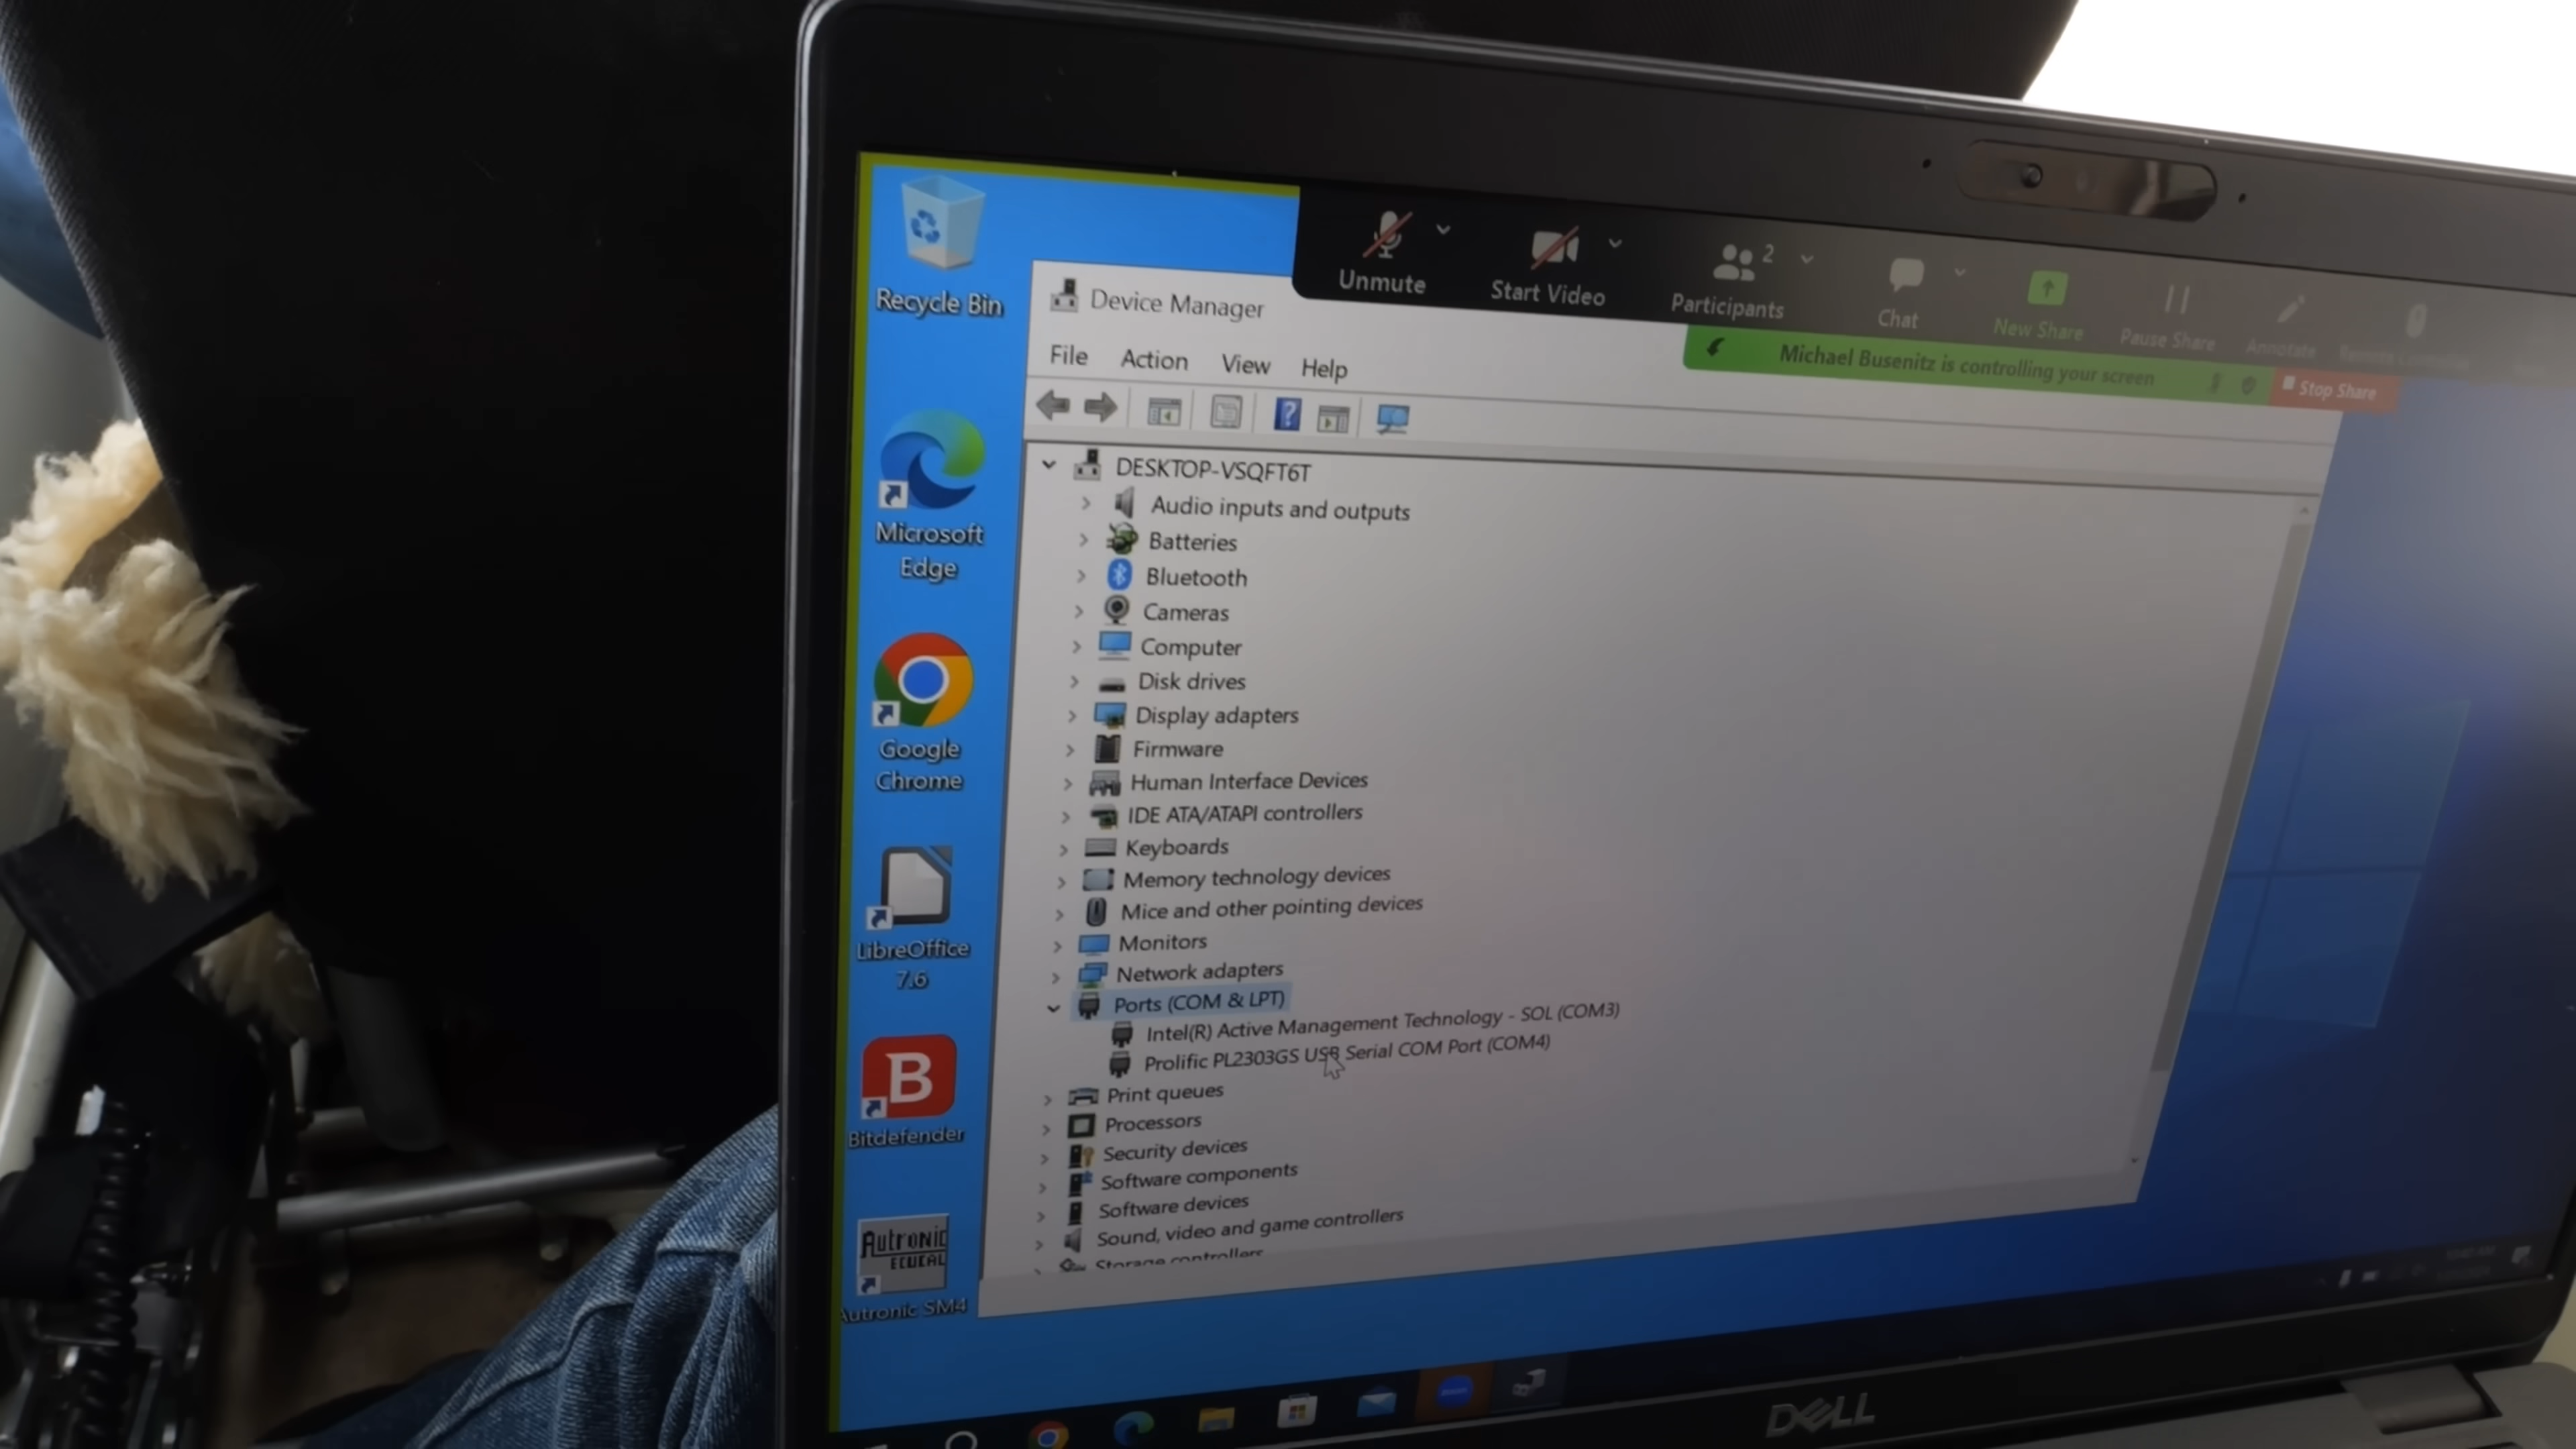 Recycle Bin
Microsoft
Edge
Google
Chrome
LibreOffice
7.6
B
Bitdefender
Autronic
ECUCAL
Autronic SM4
Unmute
Start Video
Participants
2
Chat
New Share
Pause Share
Annotate
Michael Busenitz is controlling your screen
Stop Share
Device Manager
File Action View Help
DESKTOP-VSQFT6T
Audio inputs and outputs
Batteries
Bluetooth
Cameras
Computer
Disk drives
Display adapters
Firmware
Human Interface Devices
IDE ATA/ATAPI controllers
Keyboards
Memory technology devices
Mice and other pointing devices
Monitors
Network adapters
Ports (COM & LPT)
Intel(R) Active Management Technology - SOL (COM3)
Prolific PL2303GS USB Serial COM Port (COM4)
Print queues
Processors
Security devices
Software components
Software devices
Sound, video and game controllers
Storage controllers
DELL